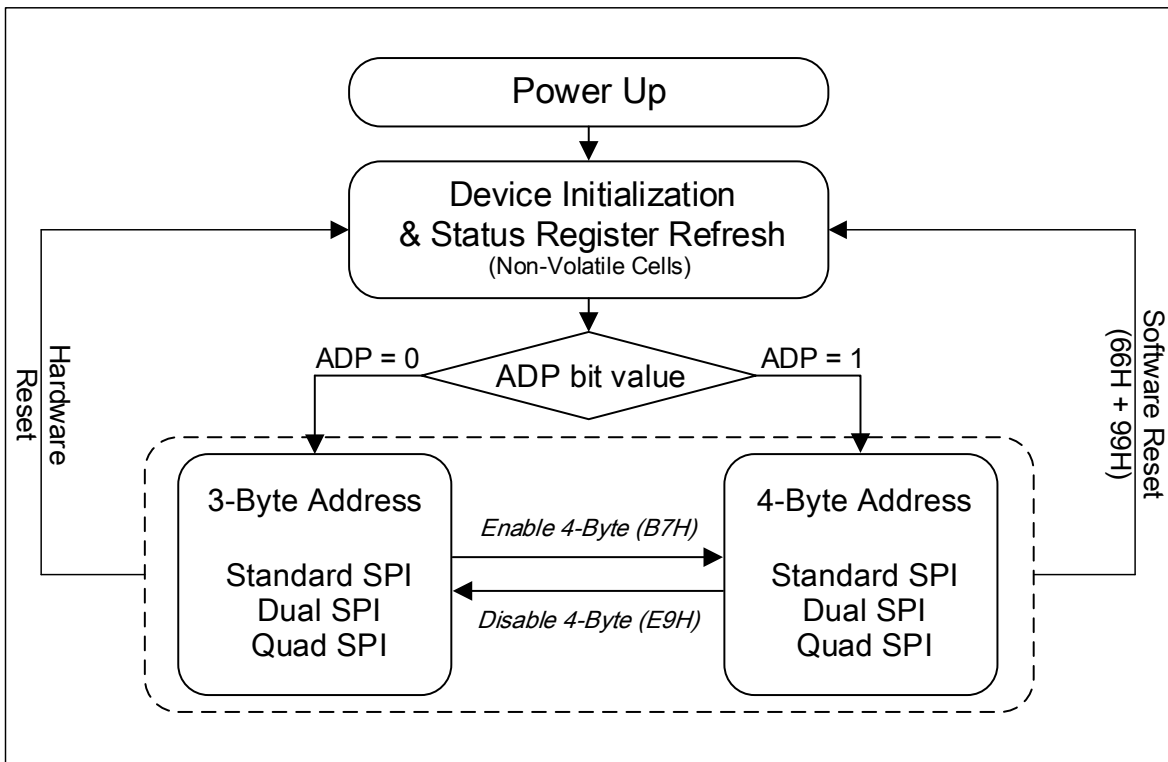 Power Up
Device Initialization
& Status Register Refresh
(Non-Volatile Cells)
ADP = 0
ADP bit value
ADP = 1
Hardware
Reset
Software Reset
(66H + 99H)
3-Byte Address
Standard SPI
Dual SPI
Quad SPI
Enable 4-Byte (B7H)
Disable 4-Byte (E9H)
4-Byte Address
Standard SPI
Dual SPI
Quad SPI